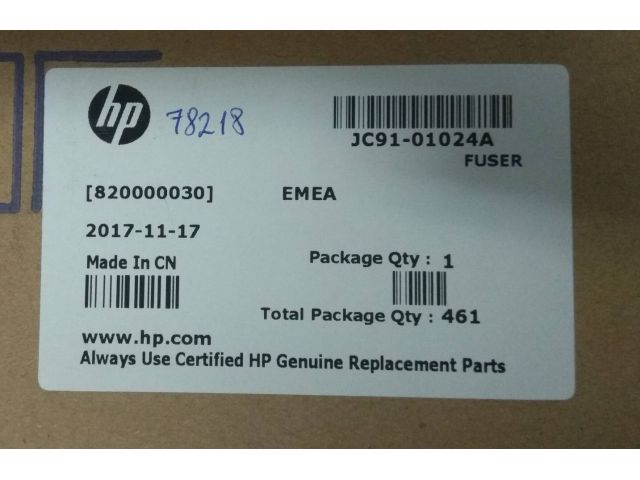 hp 78218
JC91-01024A
FUSER
[820000030] EMEA
2017-11-17
Made In CN Package Qty : 1
Total Package Qty : 461
www.hp.com
Always Use Certified HP Genuine Replacement Parts